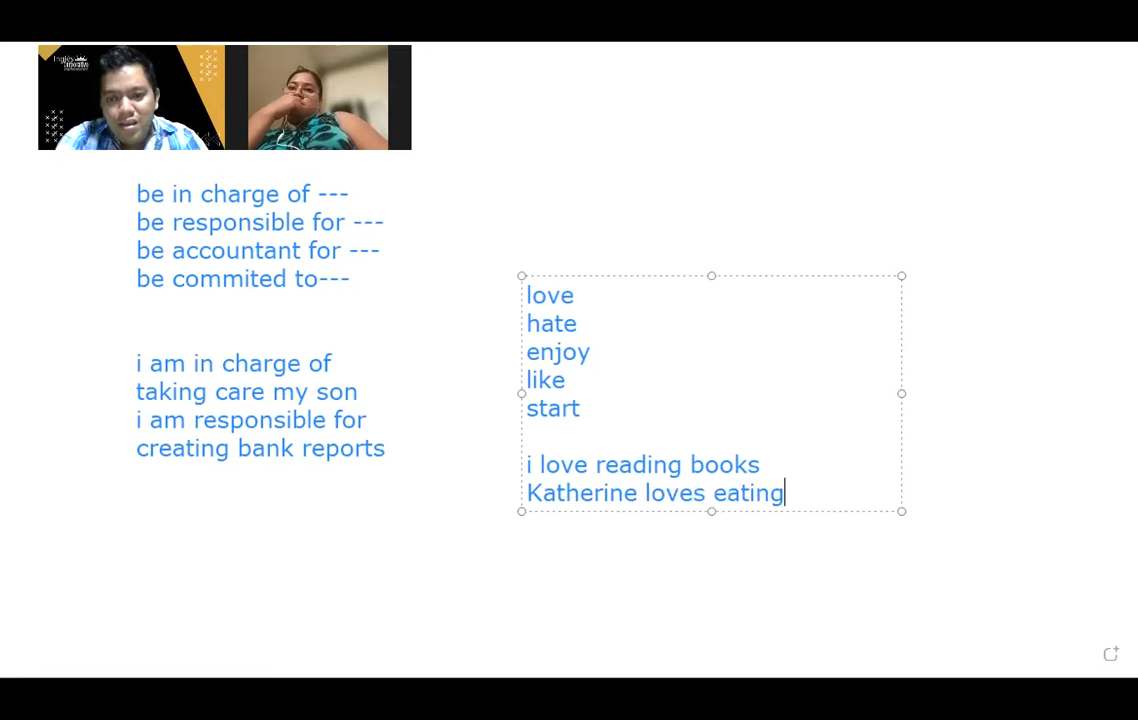 Inglés
Corporativo
be in charge of ---
be responsible for ---
be accountant for ---
be commited to---
i am in charge of
taking care my son
i am responsible for
creating bank reports
love
hate
enjoy
like
start
i love reading books
Katherine loves eating